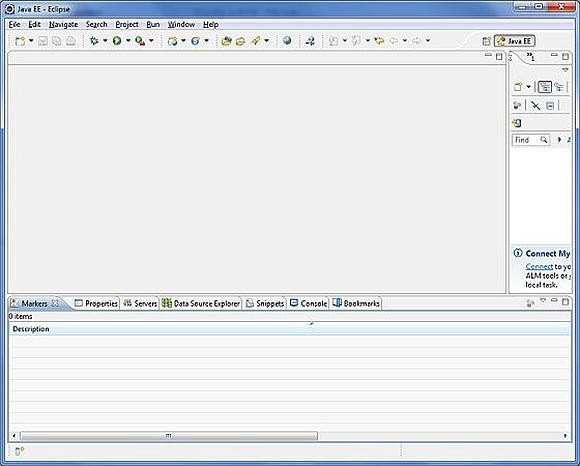 Java EE - Eclipse
File Edit Navigate Search Project Run Window Help
Java EE
1
Find
Connect My
Connect to yo
ALM tools or
local task.
Markers Properties Servers Data Source Explorer Snippets Console Bookmarks
0 items
Description